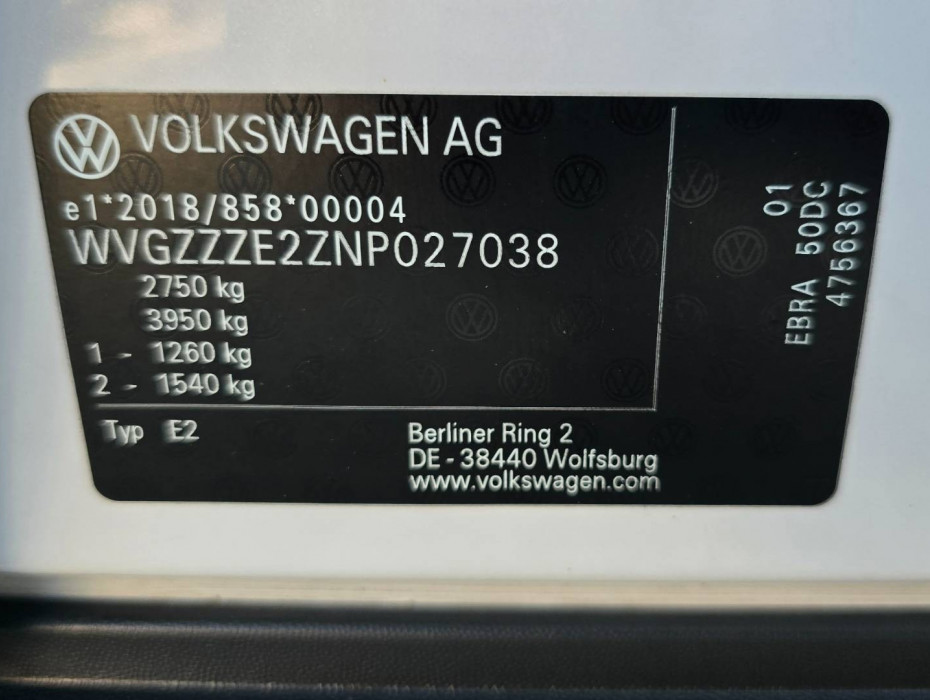 VOLKSWAGEN AG
e1*2018/858*00004
WVGZZZE2ZNP027038
2750 kg
3950 kg
1 - 1260 kg
2 - 1540 kg
Typ E2
Berliner Ring 2
DE - 38440 Wolfsburg
www.volkswagen.com
01
EBRA 50DC
4756367